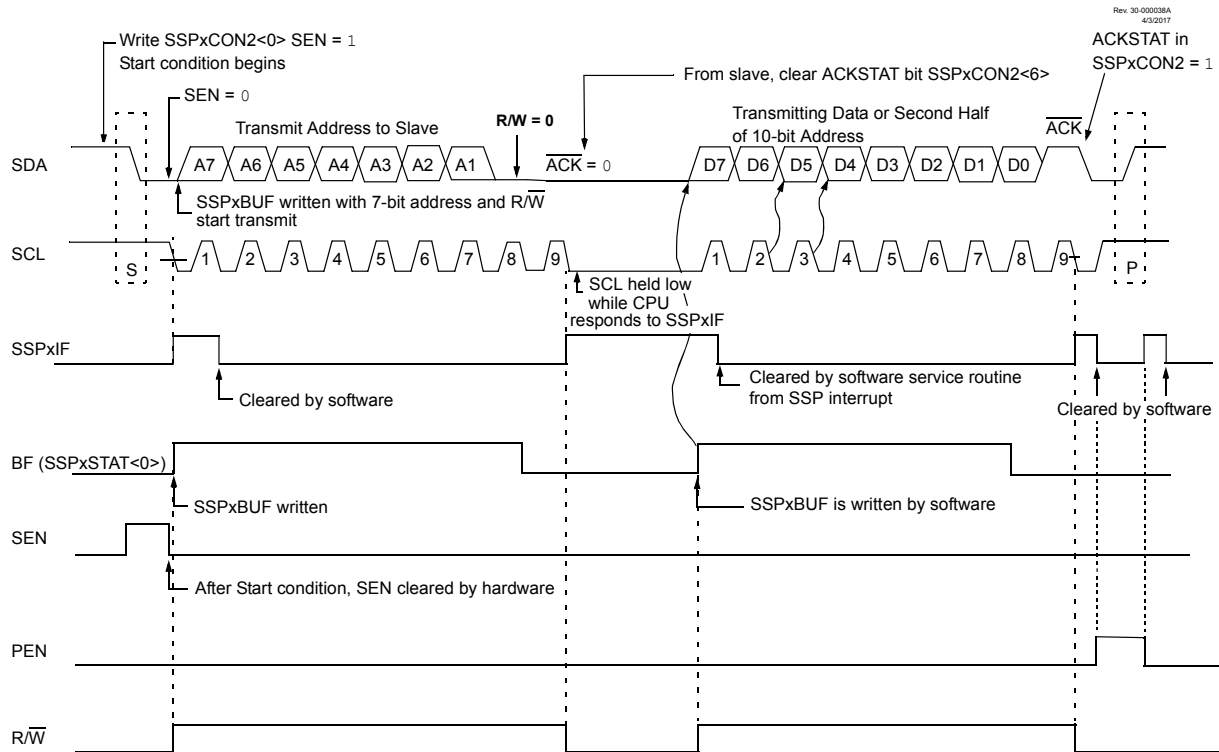 Rev. 30-000038A
4/3/2017
Write SSPxCON2<0> SEN = 1
Start condition begins
ACKSTAT in
SSPxCON2 = 1
From slave, clear ACKSTAT bit SSPxCON2<6>
SEN = 0
Transmit Address to Slave
R/W = 0
Transmitting Data or Second Half
of 10-bit Address
ACK
SDA
A7 A6 A5 A4 A3 A2 A1
ACK = 0
D7 D6 D5 D4 D3 D2 D1 D0
SSPxBUF written with 7-bit address and R/W
start transmit
SCL
S
1 2 3 4 5 6 7 8 9
1 2 3 4 5 6 7 8 9
P
SCL held low
while CPU
responds to SSPxIF
SSPxIF
Cleared by software
Cleared by software service routine
from SSP interrupt
Cleared by software
BF (SSPxSTAT<0>)
SSPxBUF written
SSPxBUF is written by software
SEN
After Start condition, SEN cleared by hardware
PEN
R/W